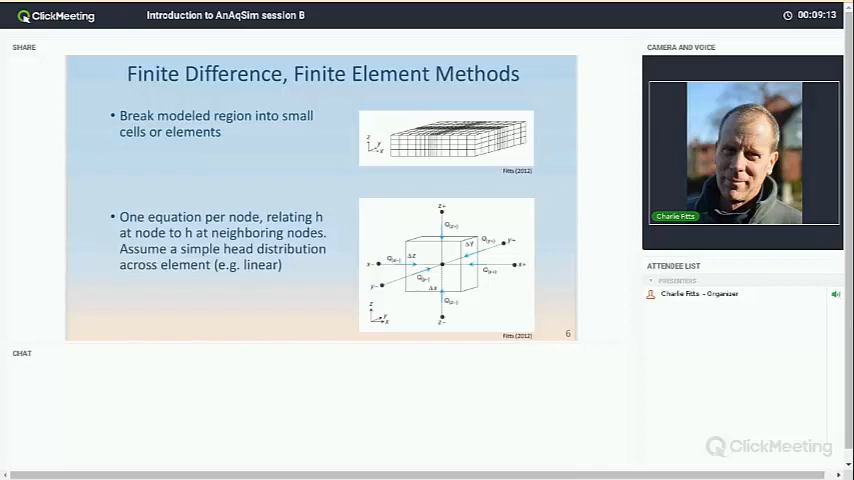 ClickMeeting
Introduction to AnAqSim session B
00:09:13
SHARE
CAMERA AND VOICE
Finite Difference, Finite Element Methods
• Break modeled region into small
cells or elements
z
y
x
Fitts (2012)
• One equation per node, relating h
at node to h at neighboring nodes.
Assume a simple head distribution
across element (e.g. linear)
z+
Q(z+)
Q(y+)
y+
Δy
x−
Q(x−)
Δz
Q(x+)
x+
Q(y−)
y−
Δx
Q(z−)
z−
z
y
x
Fitts (2012)
6
Charlie Fitts
ATTENDEE LIST
PRESENTERS
Charlie Fitts - Organizer
CHAT
ClickMeeting